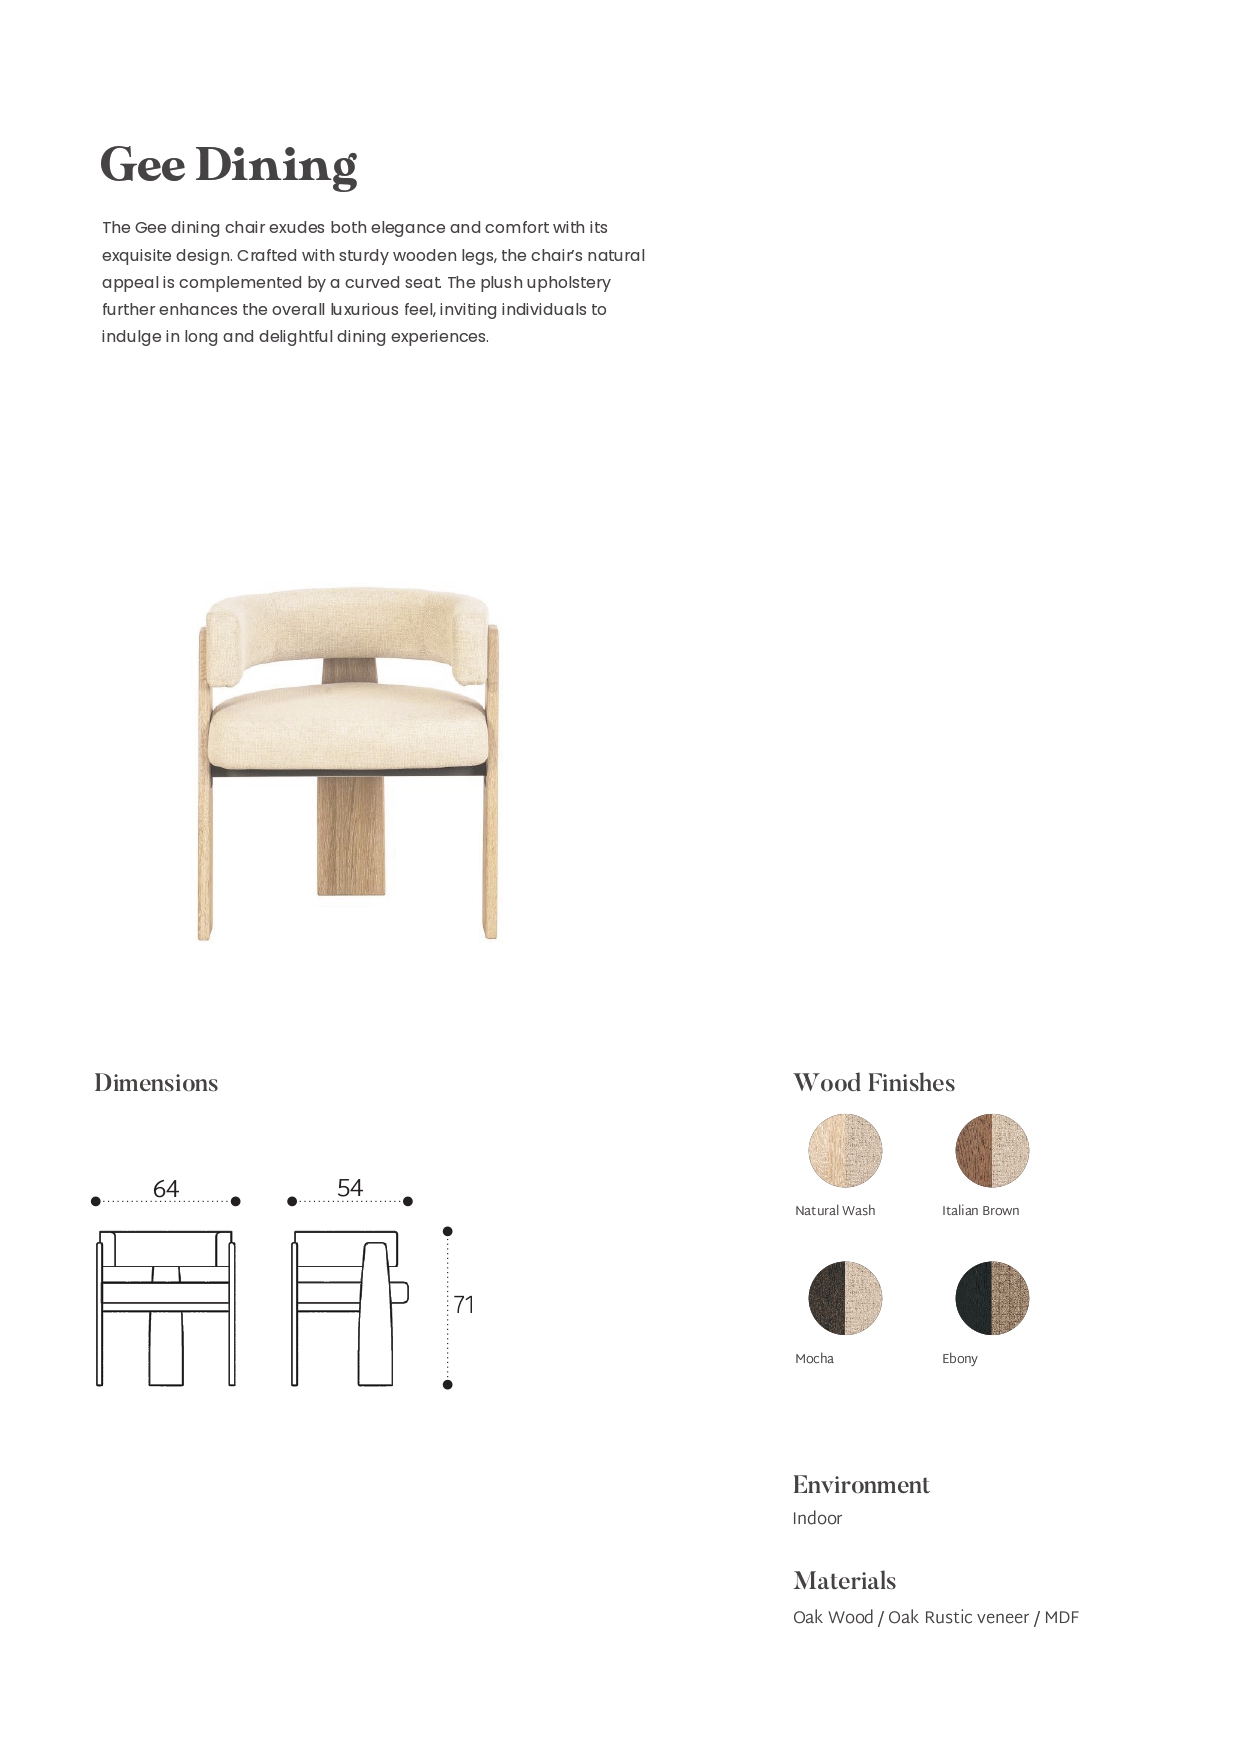 Gee Dining
The Gee dining chair exudes both elegance and comfort with its
exquisite design. Crafted with sturdy wooden legs, the chair’s natural
appeal is complemented by a curved seat. The plush upholstery
further enhances the overall luxurious feel, inviting individuals to
indulge in long and delightful dining experiences.
Dimensions
64
54
71
Wood Finishes
Natural Wash
Italian Brown
Mocha
Ebony
Environment
Indoor
Materials
Oak Wood / Oak Rustic veneer / MDF